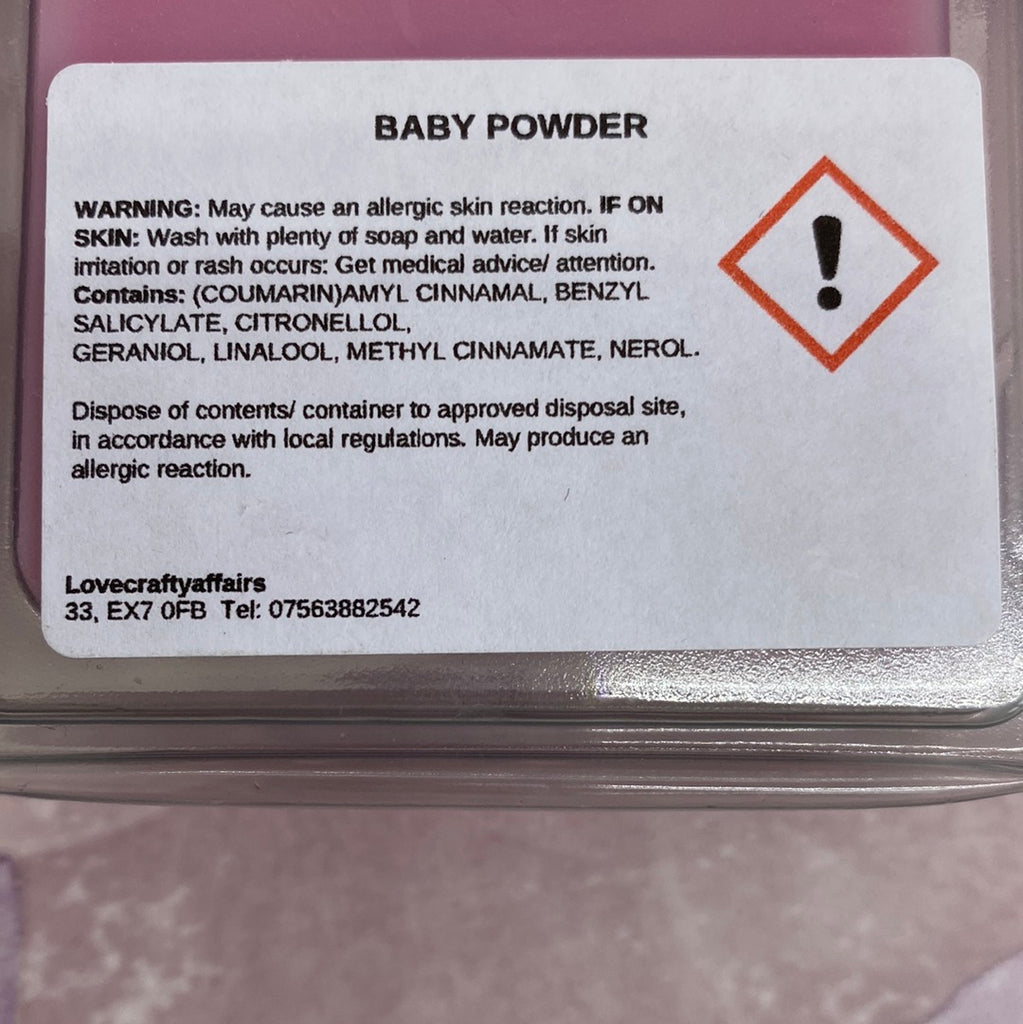 BABY POWDER
WARNING: May cause an allergic skin reaction. IF ON
SKIN: Wash with plenty of soap and water. If skin
irritation or rash occurs: Get medical advice/ attention.
Contains: (COUMARIN)AMYL CINNAMAL, BENZYL
SALICYLATE, CITRONELLOL,
GERANIOL, LINALOOL, METHYL CINNAMATE, NEROL.
Dispose of contents/ container to approved disposal site,
in accordance with local regulations. May produce an
allergic reaction.
Lovecraftyaffairs
33, EX7 0FB Tel: 07563882542